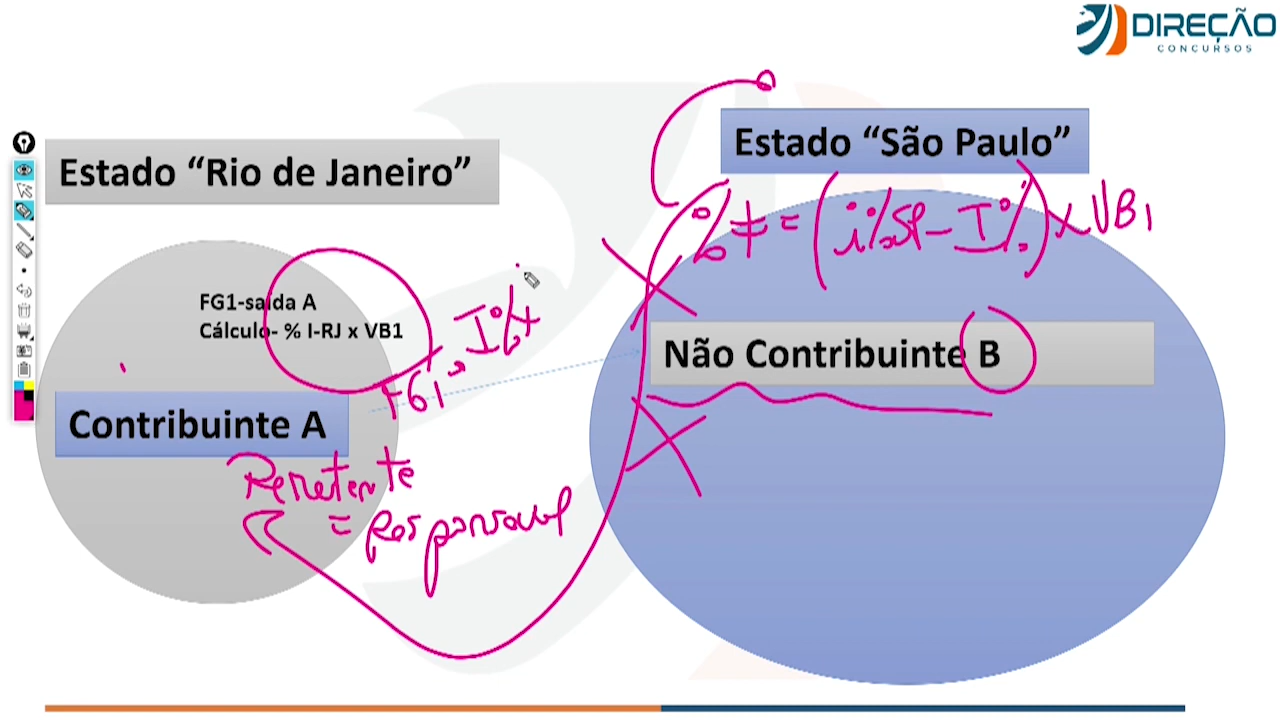 DIREÇÃO
CONCURSOS
Estado “Rio de Janeiro”
Estado “São Paulo”
% ≠ = (i%SP - I%) x VB1
FG1-saída A
Cálculo- % I-RJ x VB1
FG1 → I% x
Não Contribuinte B
Contribuinte A
Remetente
= Responsável